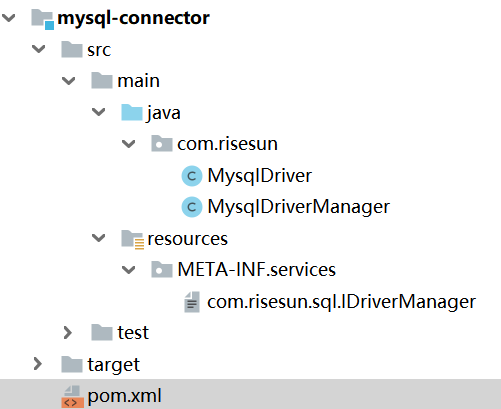 mysql-connector
src
main
java
com.risesun
MysqlDriver
MysqlDriverManager
resources
META-INF.services
com.risesun.sql.IDriverManager
test
target
pom.xml